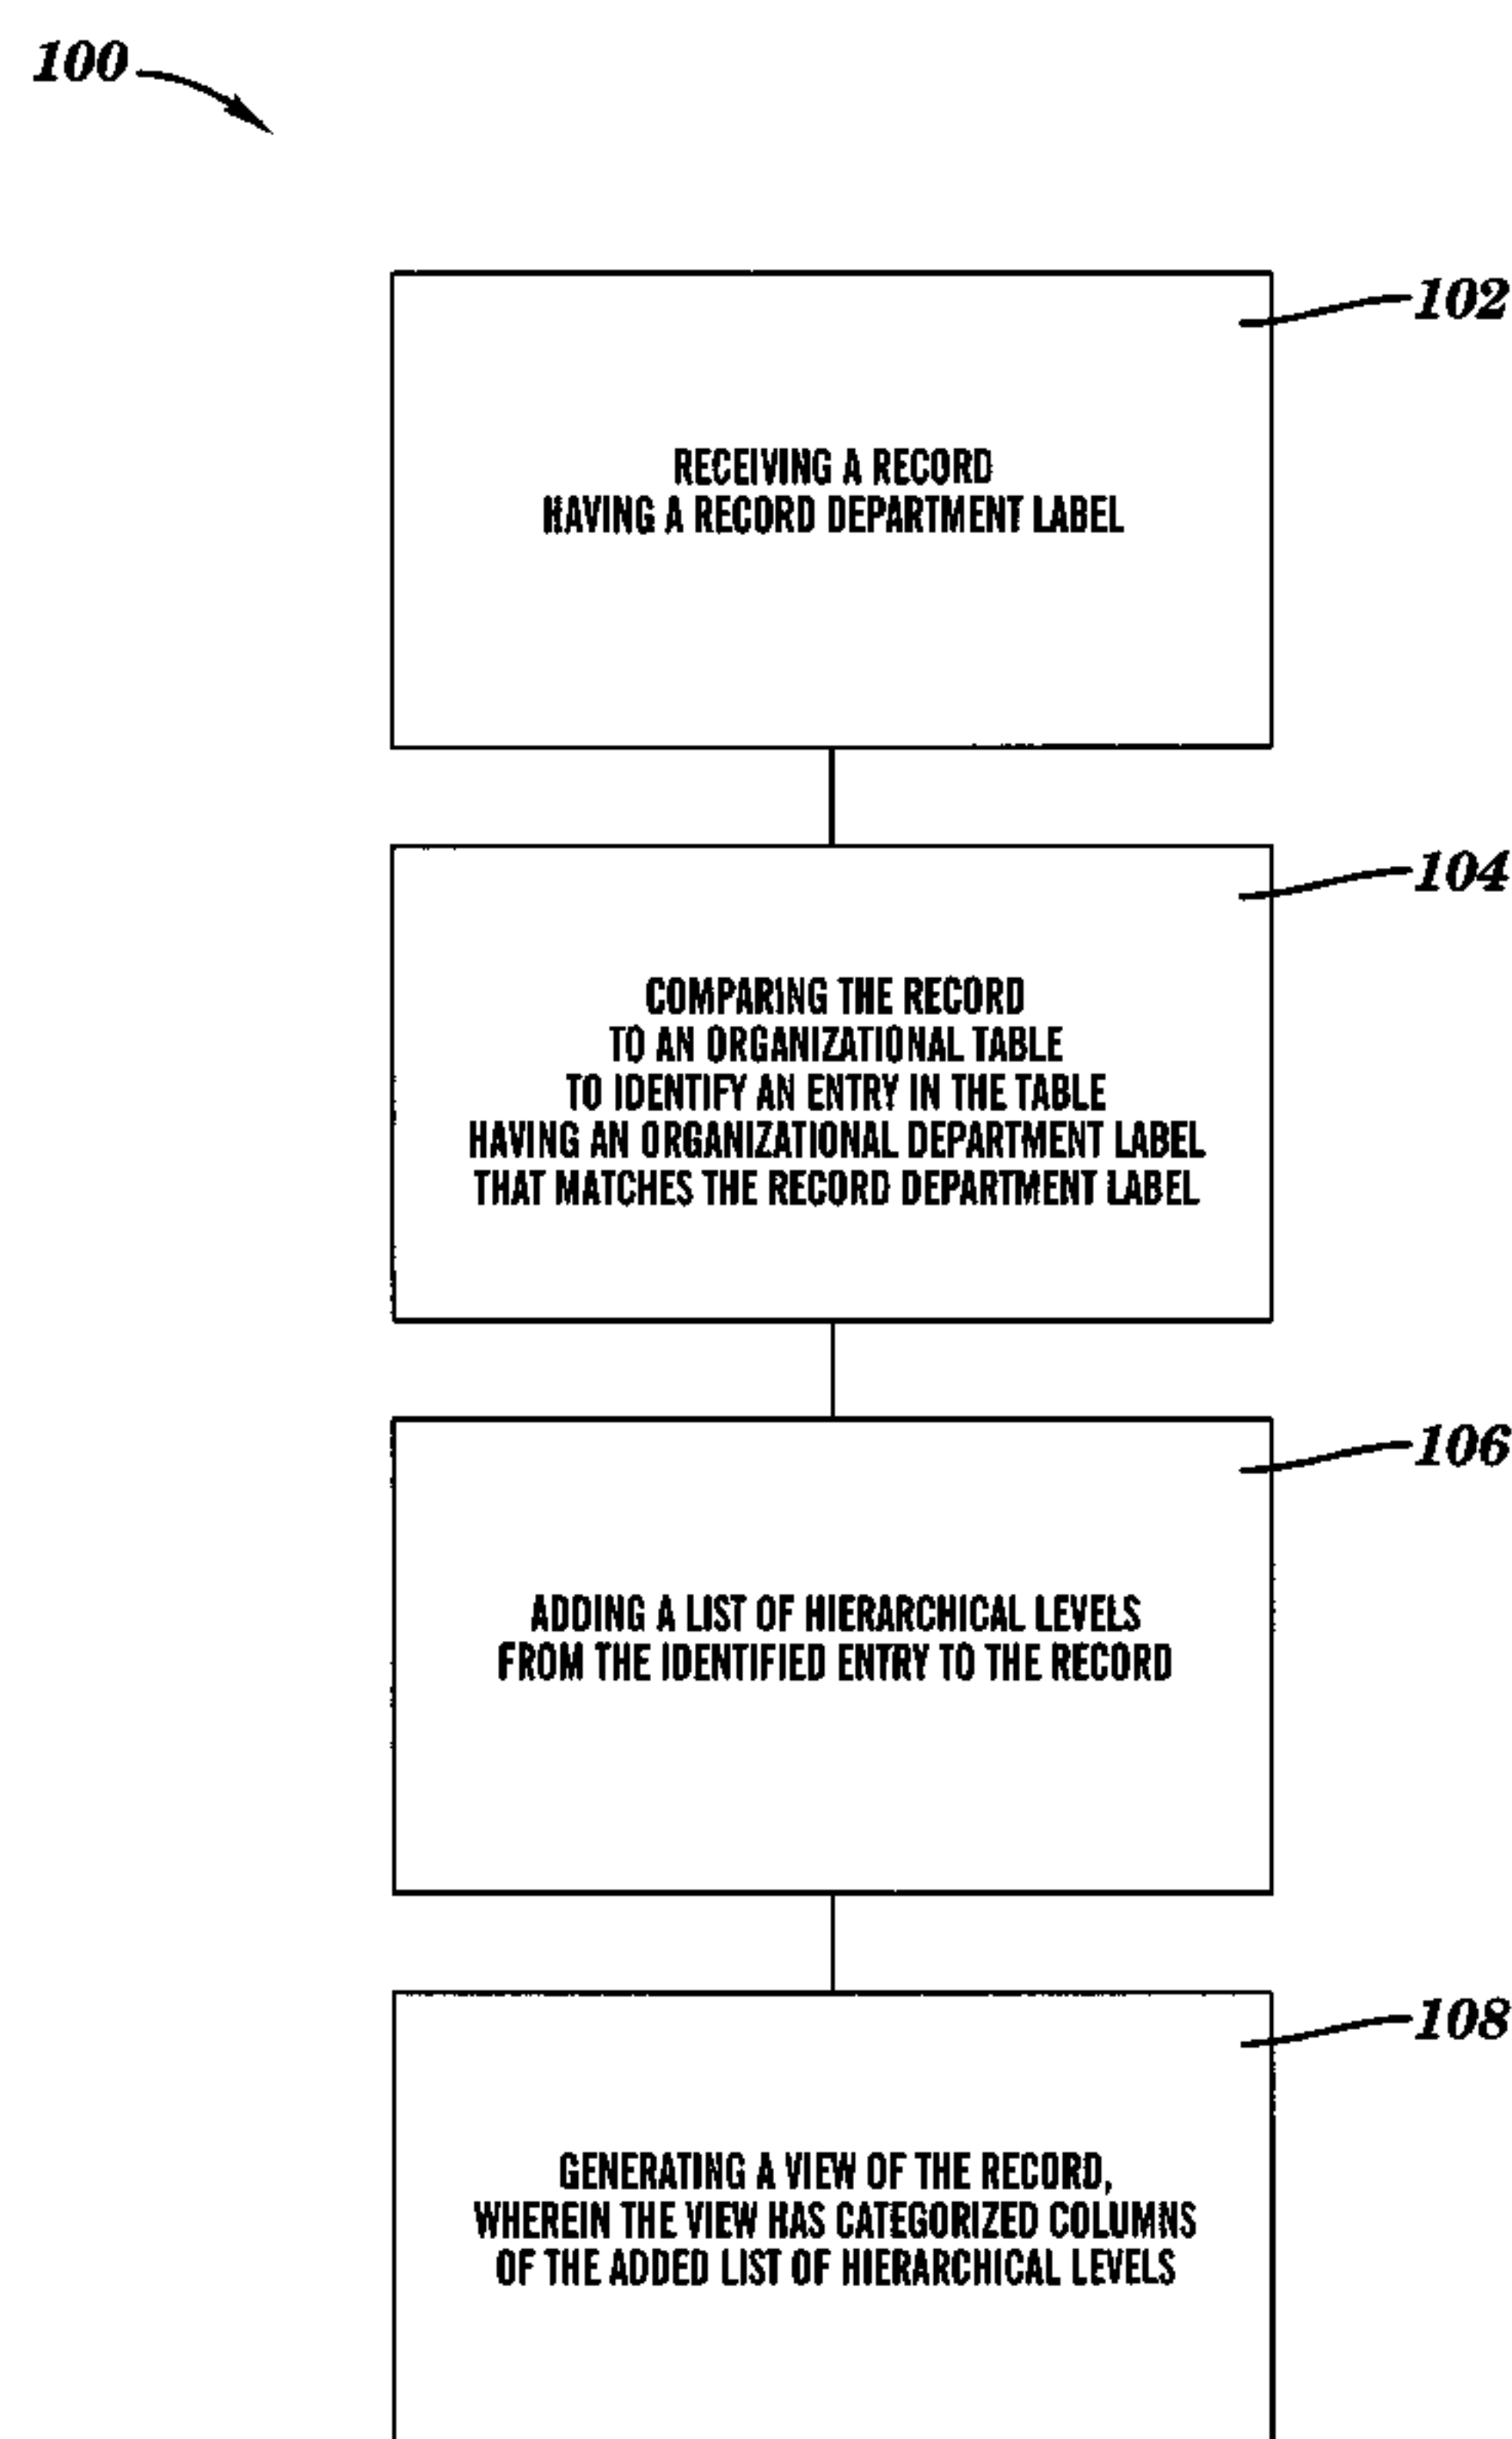 100
102
RECEIVING A RECORD
HAVING A RECORD DEPARTMENT LABEL
104
COMPARING THE RECORD
TO AN ORGANIZATIONAL TABLE
TO IDENTIFY AN ENTRY IN THE TABLE
HAVING AN ORGANIZATIONAL DEPARTMENT LABEL
THAT MATCHES THE RECORD DEPARTMENT LABEL
106
ADDING A LIST OF HIERARCHICAL LEVELS
FROM THE IDENTIFIED ENTRY TO THE RECORD
108
GENERATING A VIEW OF THE RECORD,
WHEREIN THE VIEW HAS CATEGORIZED COLUMNS
OF THE ADDED LIST OF HIERARCHICAL LEVELS